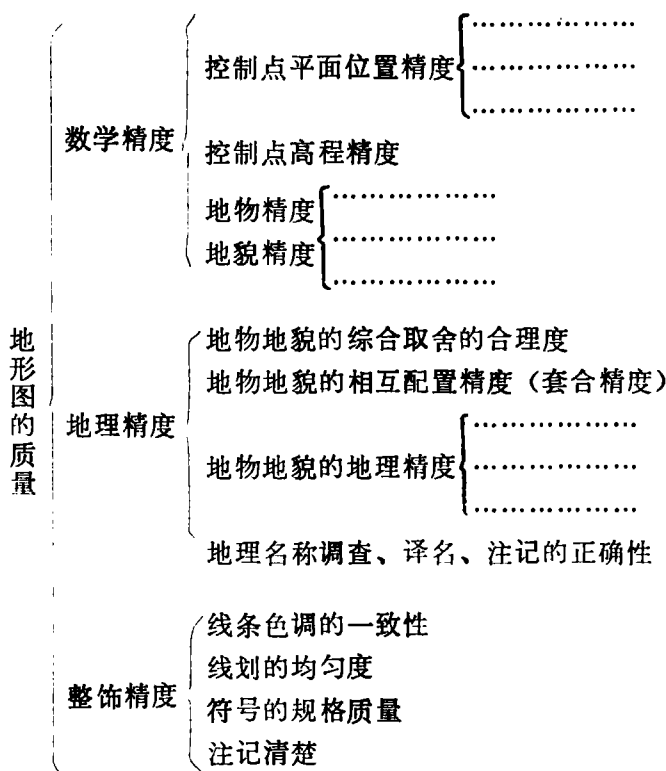 地形图的质量
数学精度
控制点平面位置精度
………………
………………
………………
控制点高程精度
地物精度
地貌精度
………………
………………
………………
地理精度
地物地貌的综合取舍的合理度
地物地貌的相互配置精度（套合精度）
地物地貌的地理精度
………………
………………
………………
地理名称调查、译名、注记的正确性
整饰精度
线条色调的一致性
线划的均匀度
符号的规格质量
注记清楚